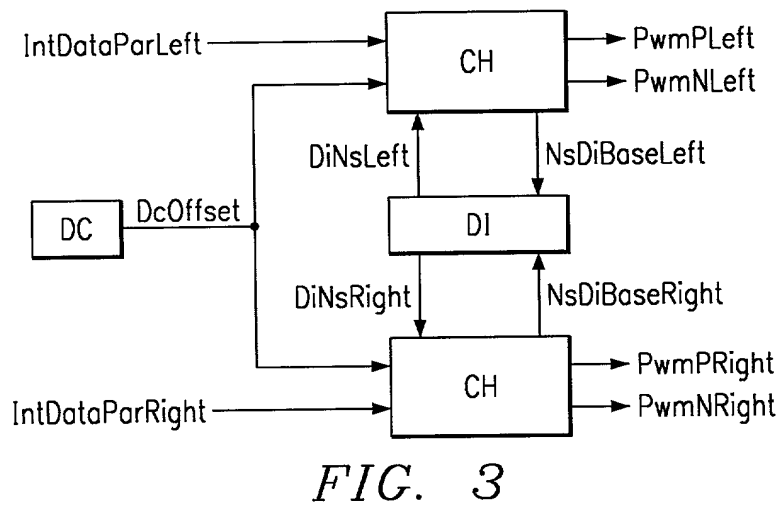 IntDataParLeft
CH
PwmPLeft
PwmNLeft
DiNsLeft
NsDiBaseLeft
DC
DcOffset
DI
DiNsRight
NsDiBaseRight
CH
PwmPRight
PwmNRight
IntDataParRight
FIG. 3